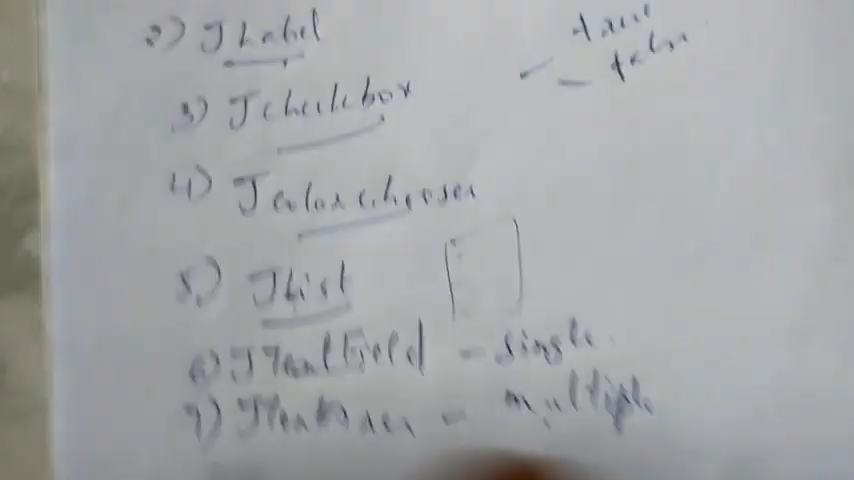 2) JLabel
- true
- false
3) Jcheckbox
4) Jcolorchooser
5) JList
6) JTextField - single
7) JTextArea - multiple